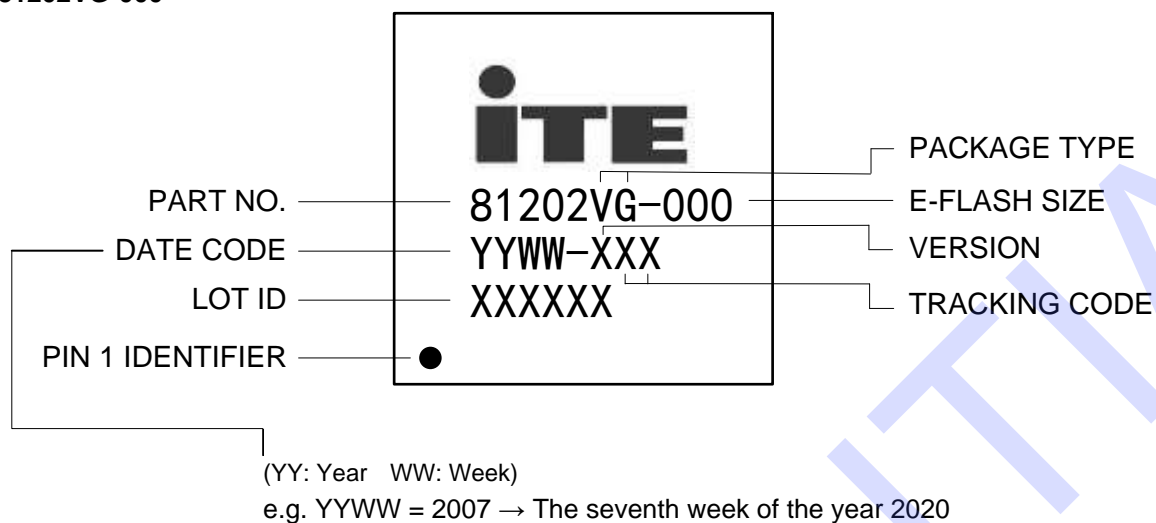 iTE
PACKAGE TYPE
PART NO.
81202VG-000
E-FLASH SIZE
DATE CODE
YYWW-XXX
VERSION
LOT ID
XXXXXX
TRACKING CODE
PIN 1 IDENTIFIER
(YY: Year WW: Week)
e.g. YYWW = 2007 → The seventh week of the year 2020